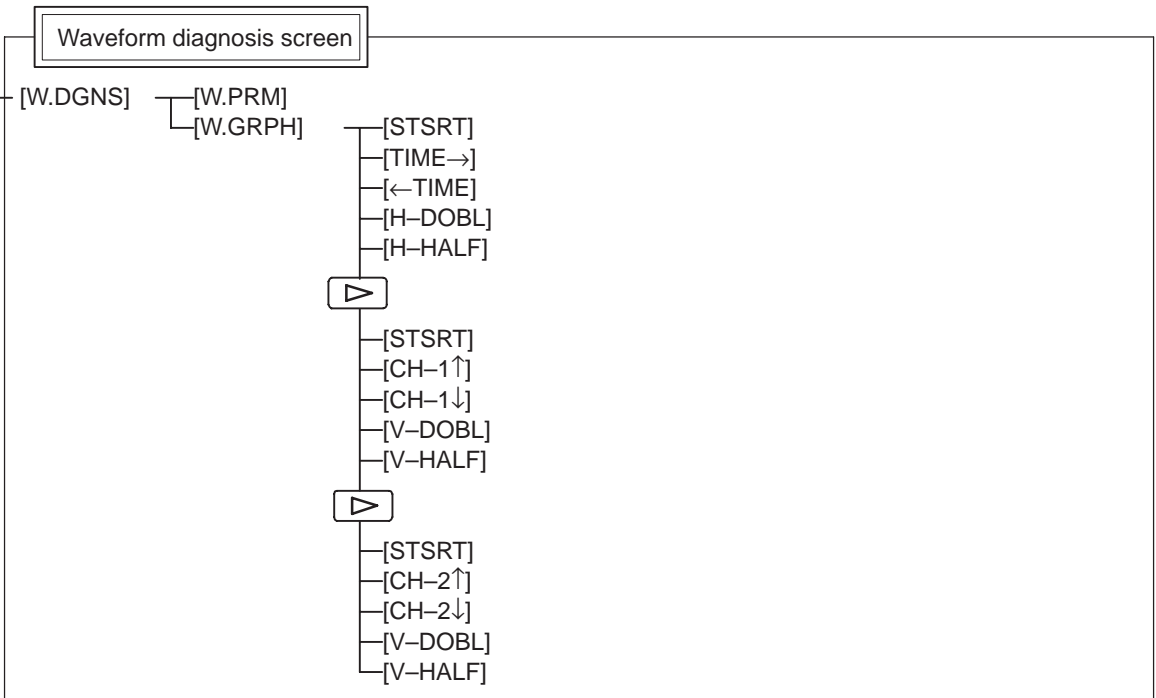 Waveform diagnosis screen
[W.DGNS] [W.PRM]
[W.GRPH] [STSRT]
[TIME→]
[←TIME]
[H–DOBL]
[H–HALF]
[STSRT]
[CH–1↑]
[CH–1↓]
[V–DOBL]
[V–HALF]
[STSRT]
[CH–2↑]
[CH–2↓]
[V–DOBL]
[V–HALF]